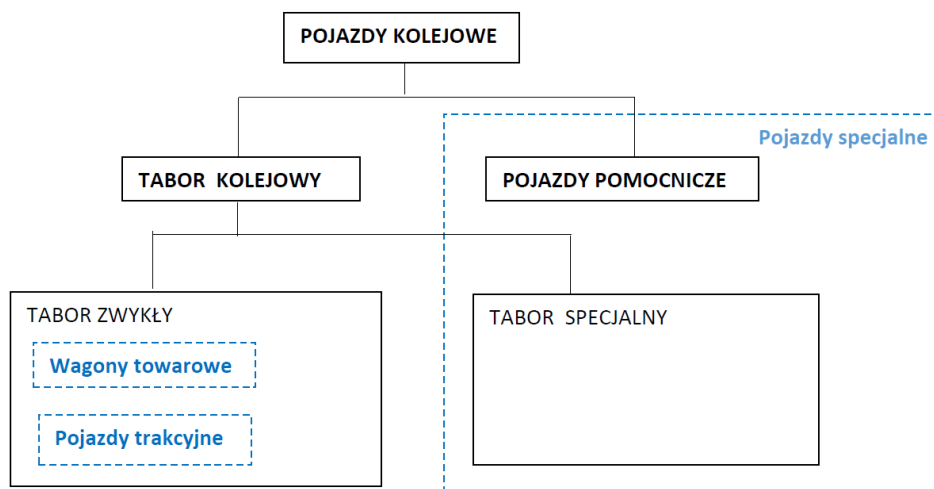 POJAZDY KOLEJOWE
Pojazdy specjalne
TABOR KOLEJOWY
POJAZDY POMOCNICZE
TABOR ZWYKŁY
TABOR SPECJALNY
Wagony towarowe
Pojazdy trakcyjne